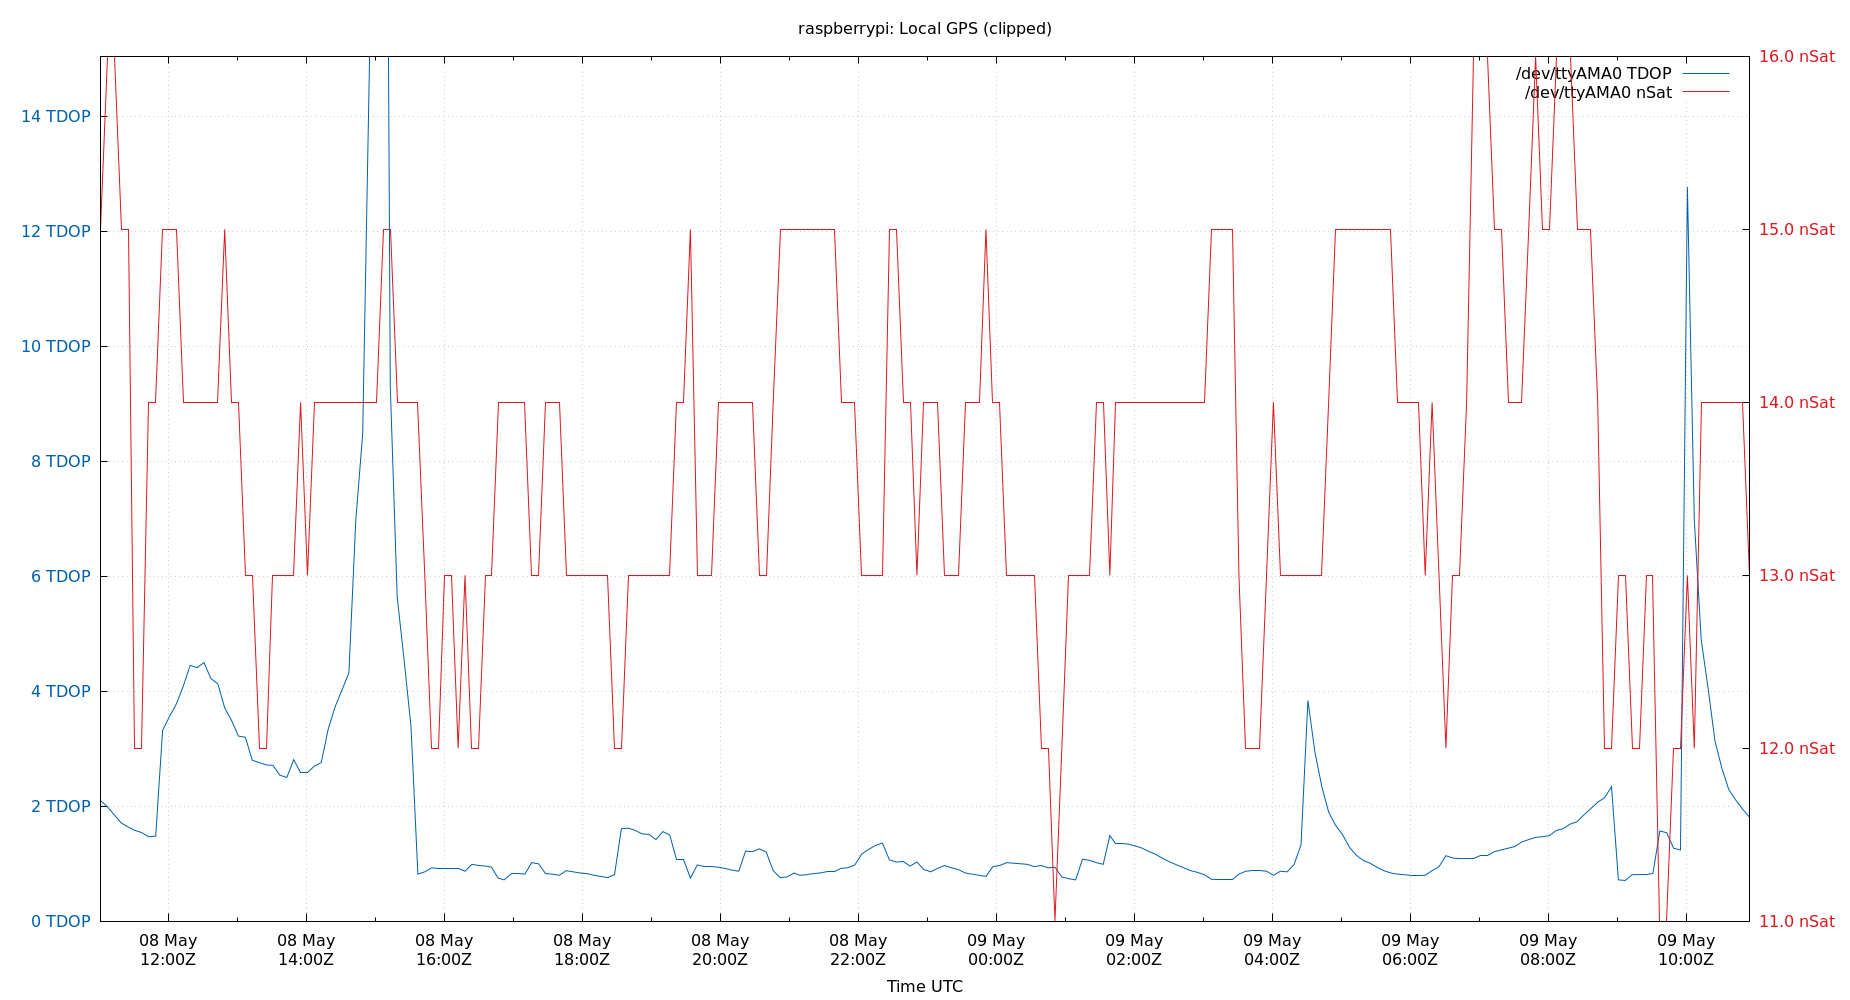 raspberrypi: Local GPS (clipped)
/dev/ttyAMA0 TDOP
/dev/ttyAMA0 nSat
14 TDOP
12 TDOP
10 TDOP
8 TDOP
6 TDOP
4 TDOP
2 TDOP
0 TDOP
16.0 nSat
15.0 nSat
14.0 nSat
13.0 nSat
12.0 nSat
11.0 nSat
08 May
12:00Z
08 May
14:00Z
08 May
16:00Z
08 May
18:00Z
08 May
20:00Z
08 May
22:00Z
09 May
00:00Z
09 May
02:00Z
09 May
04:00Z
09 May
06:00Z
09 May
08:00Z
09 May
10:00Z
Time UTC